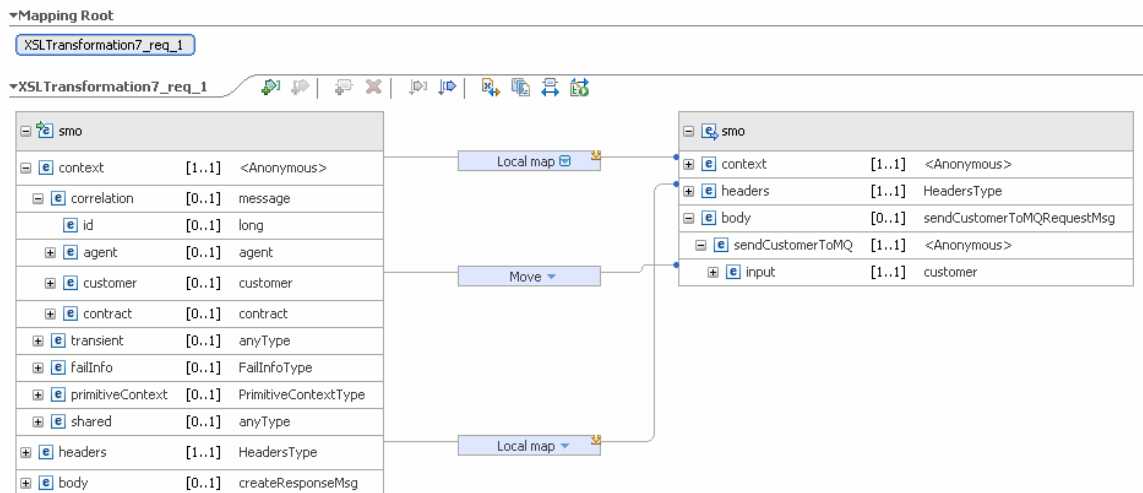 Mapping Root
XSLTransformation7_req_1
XSLTransformation7_req_1
smo
context [1..1] <Anonymous>
correlation [0..1] message
id [0..1] long
agent [0..1] agent
customer [0..1] customer
contract [0..1] contract
transient [0..1] anyType
failInfo [0..1] FailInfoType
primitiveContext [0..1] PrimitiveContextType
shared [0..1] anyType
headers [1..1] HeadersType
body [0..1] createResponseMsg
Local map
Move
Local map
smo
context [1..1] <Anonymous>
headers [1..1] HeadersType
body [0..1] sendCustomerToMQRequestMsg
sendCustomerToMQ [1..1] <Anonymous>
input [1..1] customer